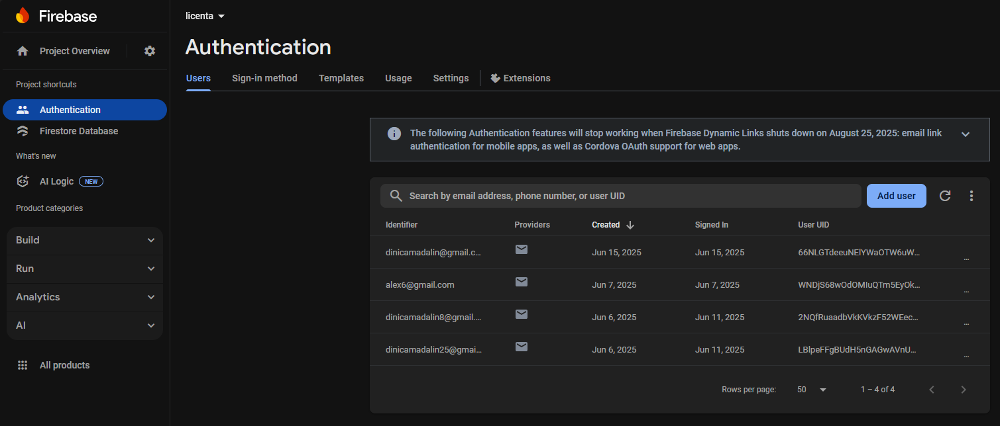 Firebase
Project Overview
Project shortcuts
Authentication
Firestore Database
What's new
AI Logic NEW
Product categories
Build
Run
Analytics
AI
All products
licenta
Authentication
Users Sign-in method Templates Usage Settings Extensions
The following Authentication features will stop working when Firebase Dynamic Links shuts down on August 25, 2025: email link
authentication for mobile apps, as well as Cordova OAuth support for web apps.
Search by email address, phone number, or user UID Add user
Identifier Providers Created Signed In User UID
dinicamadalin@gmail.c... Jun 15, 2025 Jun 15, 2025 66NLGTdeeuNElYWaOTW6uW... ...
alex6@gmail.com Jun 7, 2025 Jun 7, 2025 WNDjS68wOdOMIuQTm5EyOk... ...
dinicamadalin8@gmail.... Jun 6, 2025 Jun 11, 2025 2NQfRuaadbVkKVkzF52WEec... ...
dinicamadalin25@gmai... Jun 6, 2025 Jun 11, 2025 LBlpeFFgBUdH5nGAGwAVnU... ...
Rows per page: 50 1 – 4 of 4